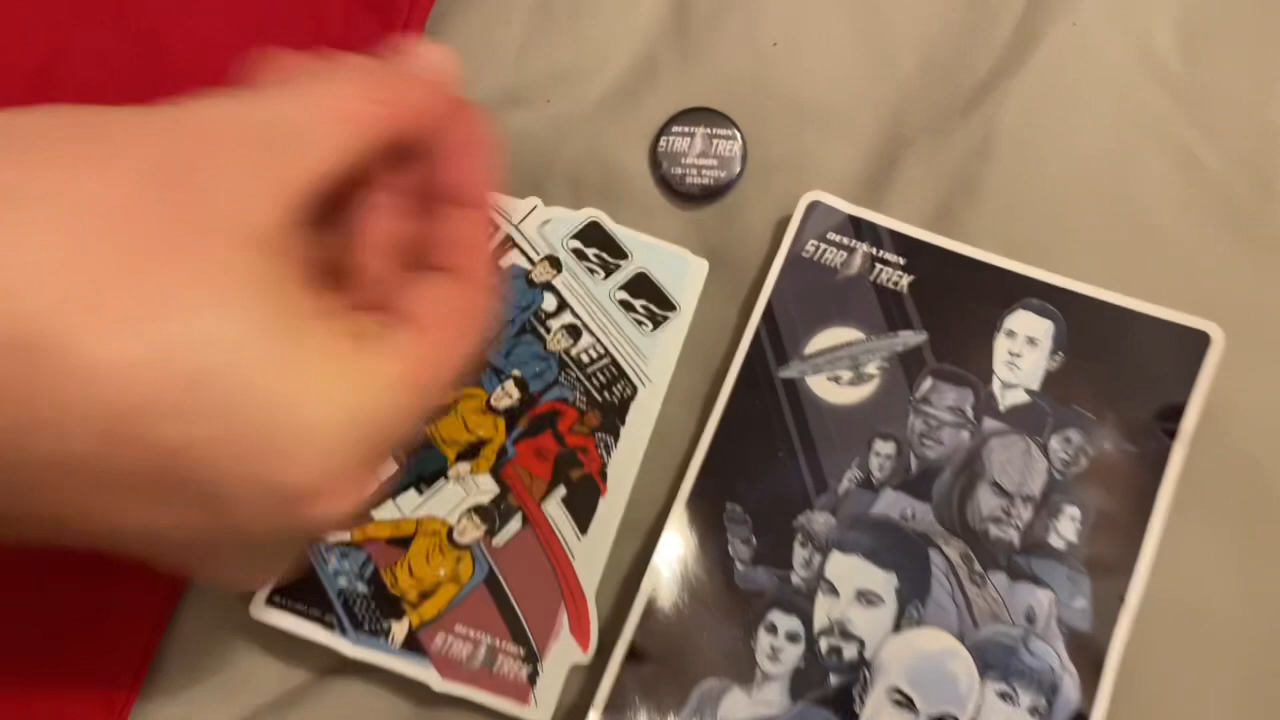 DESTINATION
STAR TREK
LONDON
13-15 NOV
2021
DESTINATION
STAR TREK
DESTINATION
STAR TREK